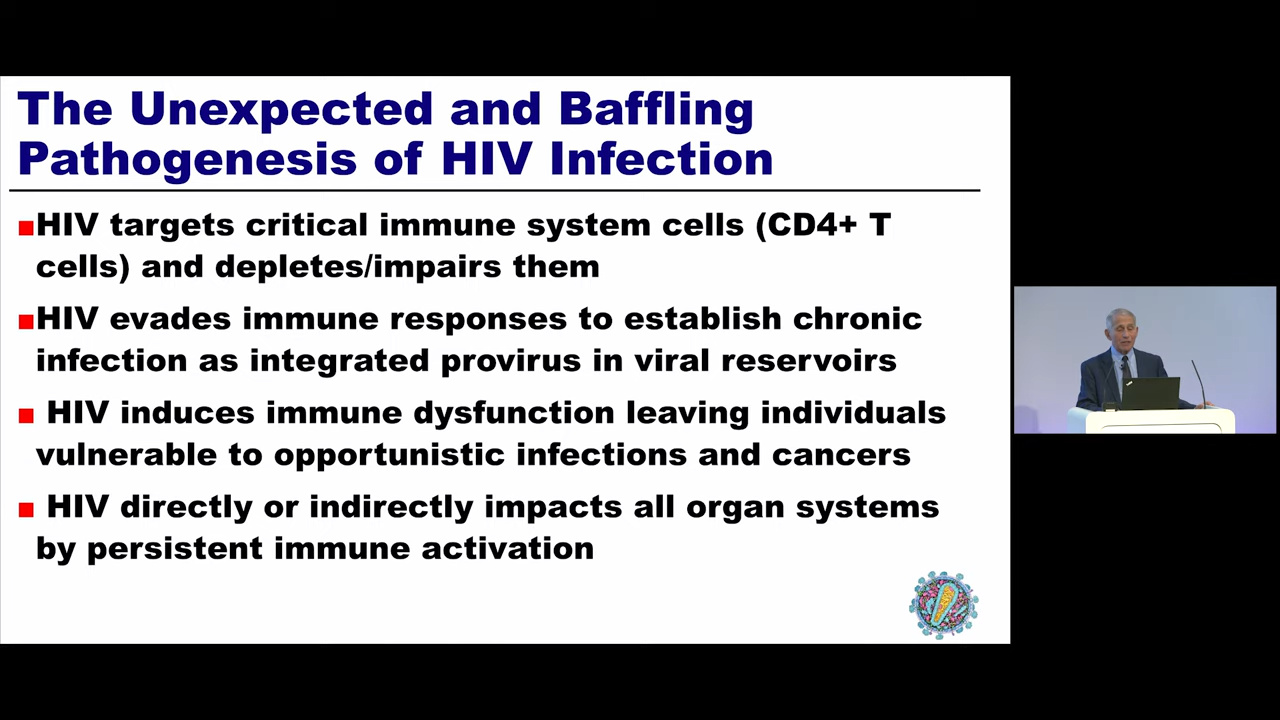 The Unexpected and Baffling
Pathogenesis of HIV Infection
■HIV targets critical immune system cells (CD4+ T
cells) and depletes/impairs them
■HIV evades immune responses to establish chronic
infection as integrated provirus in viral reservoirs
■ HIV induces immune dysfunction leaving individuals
vulnerable to opportunistic infections and cancers
■ HIV directly or indirectly impacts all organ systems
by persistent immune activation